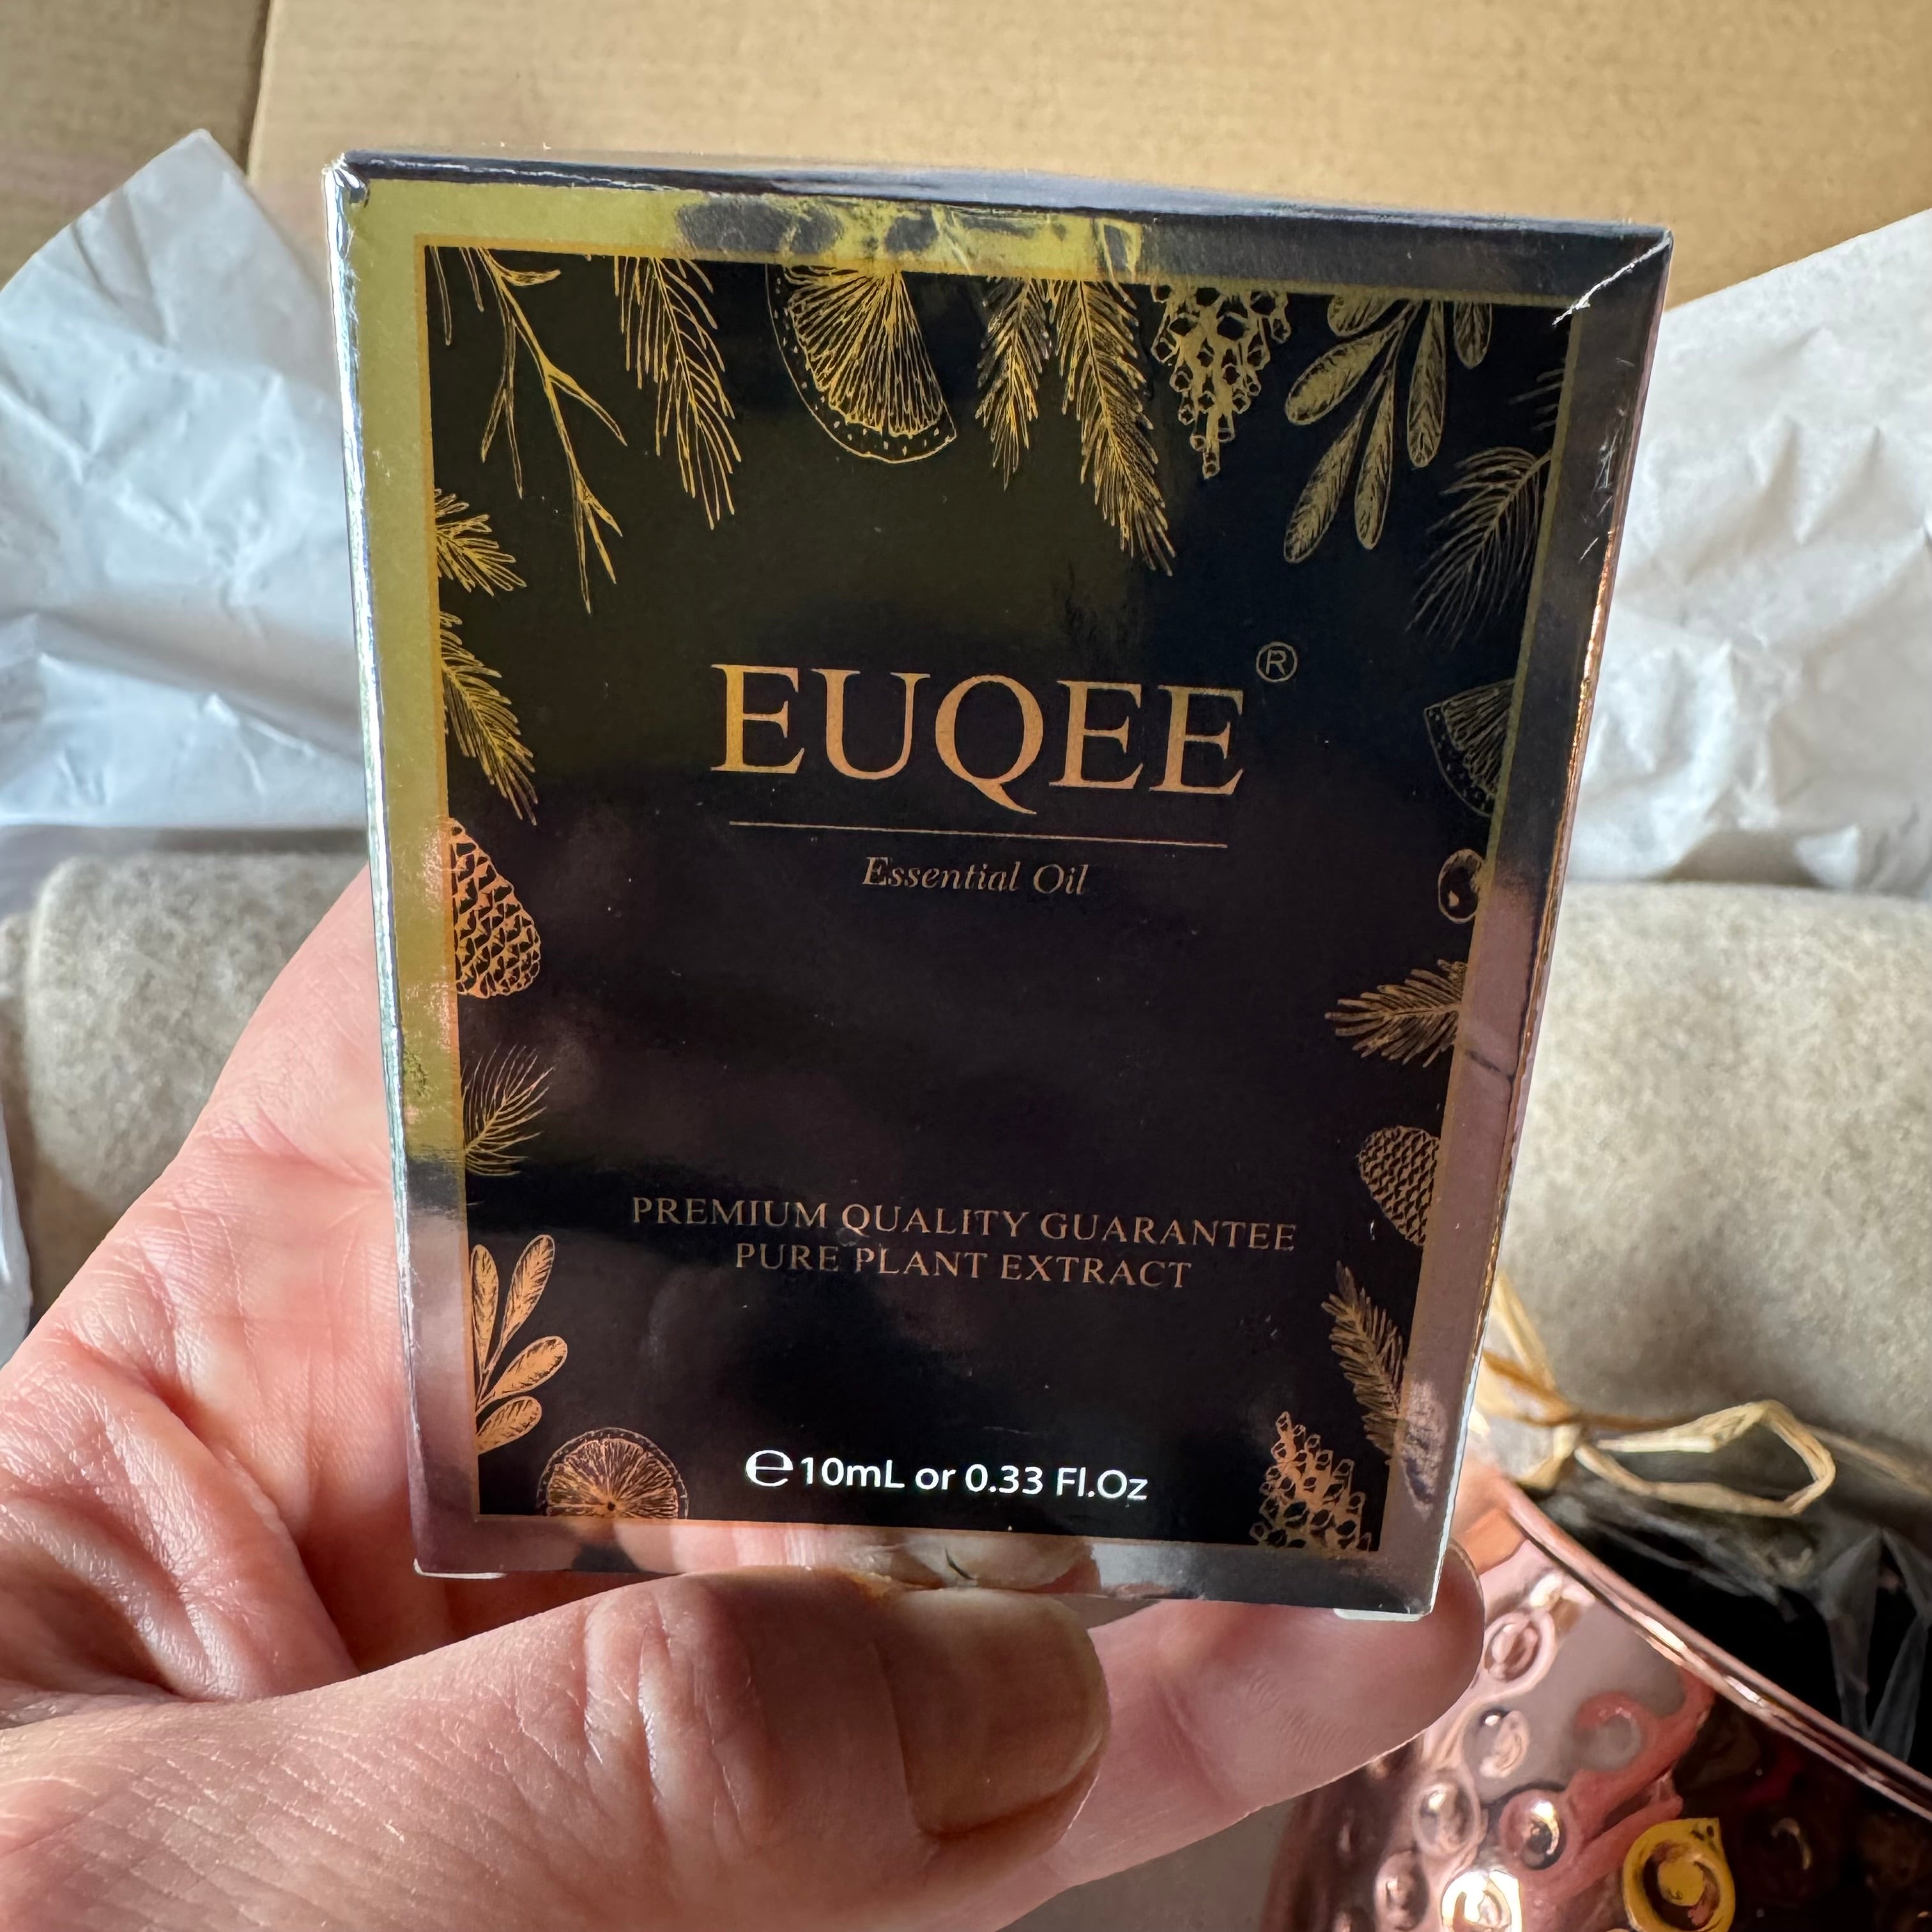 EUQEE®
Essential Oil
PREMIUM QUALITY GUARANTEE
PURE PLANT EXTRACT
℮10mL or 0.33 Fl.Oz